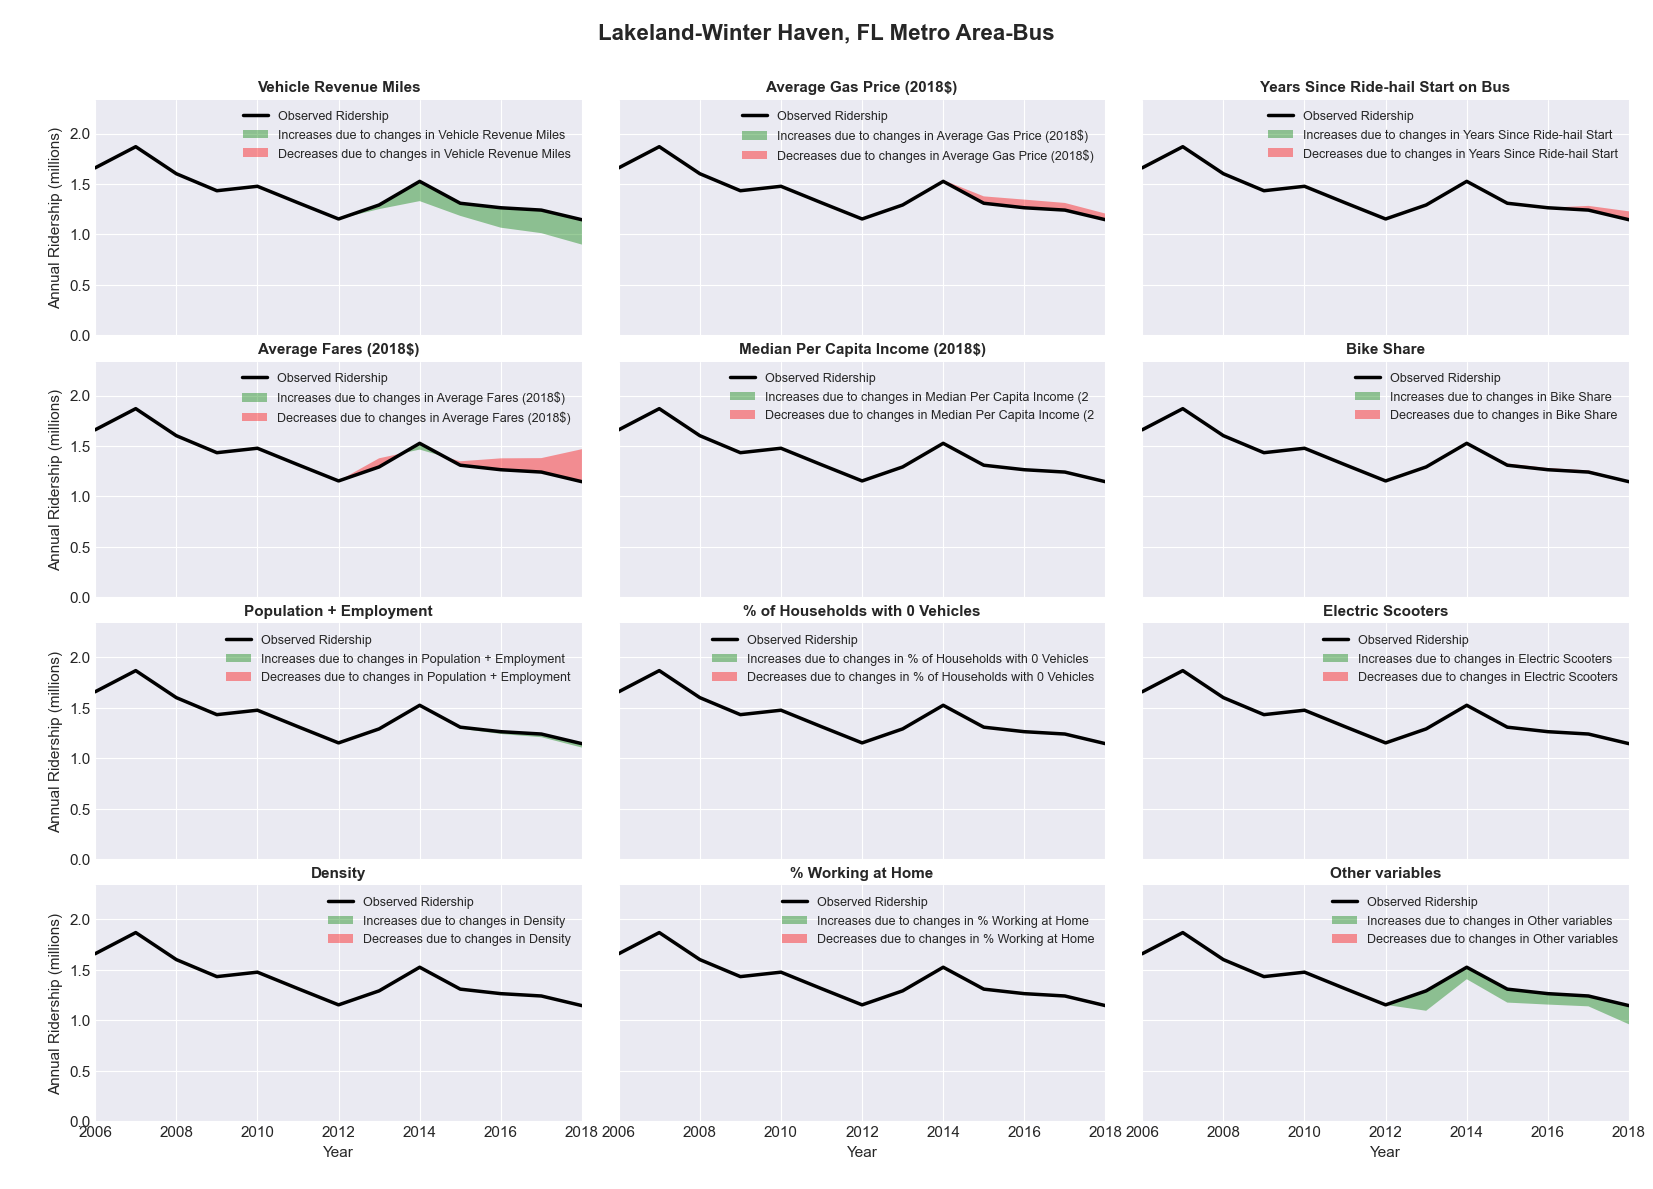 Lakeland-Winter Haven, FL Metro Area-Bus
Vehicle Revenue Miles
Observed Ridership
Increases due to changes in Vehicle Revenue Miles
Decreases due to changes in Vehicle Revenue Miles
Annual Ridership (millions)
2.0
1.5
1.0
0.5
0.0
Average Gas Price (2018$)
Observed Ridership
Increases due to changes in Average Gas Price (2018$)
Decreases due to changes in Average Gas Price (2018$)
Years Since Ride-hail Start on Bus
Observed Ridership
Increases due to changes in Years Since Ride-hail Start
Decreases due to changes in Years Since Ride-hail Start
Average Fares (2018$)
Observed Ridership
Increases due to changes in Average Fares (2018$)
Decreases due to changes in Average Fares (2018$)
Annual Ridership (millions)
2.0
1.5
1.0
0.5
0.0
Median Per Capita Income (2018$)
Observed Ridership
Increases due to changes in Median Per Capita Income (2
Decreases due to changes in Median Per Capita Income (2
Bike Share
Observed Ridership
Increases due to changes in Bike Share
Decreases due to changes in Bike Share
Population + Employment
Observed Ridership
Increases due to changes in Population + Employment
Decreases due to changes in Population + Employment
Annual Ridership (millions)
2.0
1.5
1.0
0.5
0.0
% of Households with 0 Vehicles
Observed Ridership
Increases due to changes in % of Households with 0 Vehicles
Decreases due to changes in % of Households with 0 Vehicles
Electric Scooters
Observed Ridership
Increases due to changes in Electric Scooters
Decreases due to changes in Electric Scooters
Density
Observed Ridership
Increases due to changes in Density
Decreases due to changes in Density
Annual Ridership (millions)
2.0
1.5
1.0
0.5
0.0
2006 2008 2010 2012 2014 2016 2018
Year
% Working at Home
Observed Ridership
Increases due to changes in % Working at Home
Decreases due to changes in % Working at Home
2006 2008 2010 2012 2014 2016 2018
Year
Other variables
Observed Ridership
Increases due to changes in Other variables
Decreases due to changes in Other variables
2006 2008 2010 2012 2014 2016 2018
Year